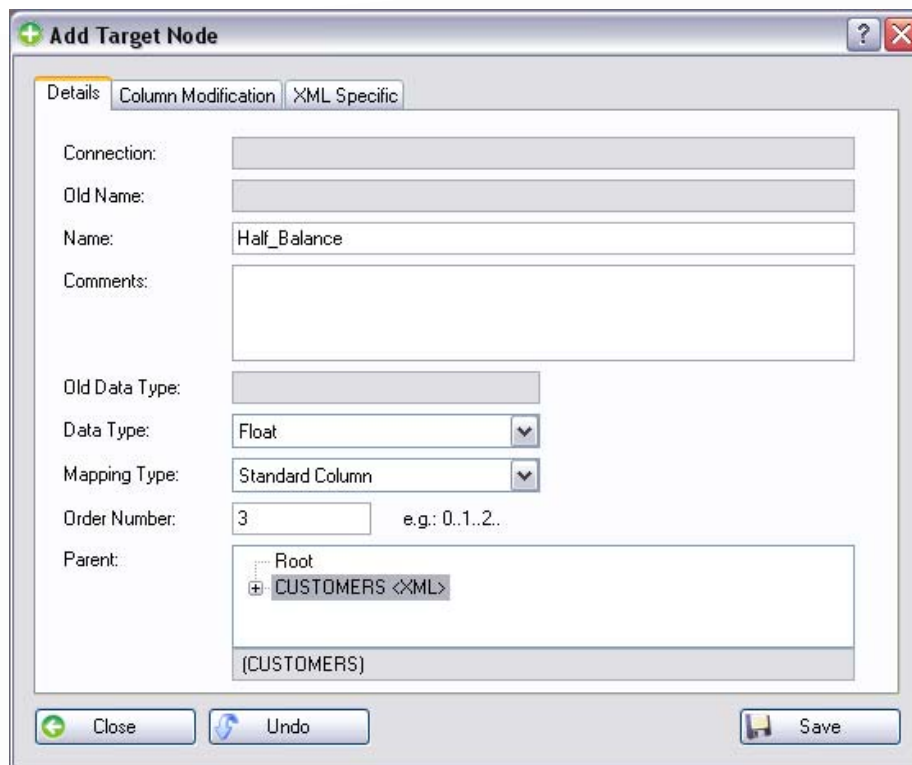 Add Target Node
Details Column Modification XML Specific
Connection:
Old Name:
Name: Half_Balance
Comments:
Old Data Type:
Data Type: Float
Mapping Type: Standard Column
Order Number: 3 e.g.: 0..1..2..
Parent: Root
CUSTOMERS <XML>
(CUSTOMERS)
Close Undo Save